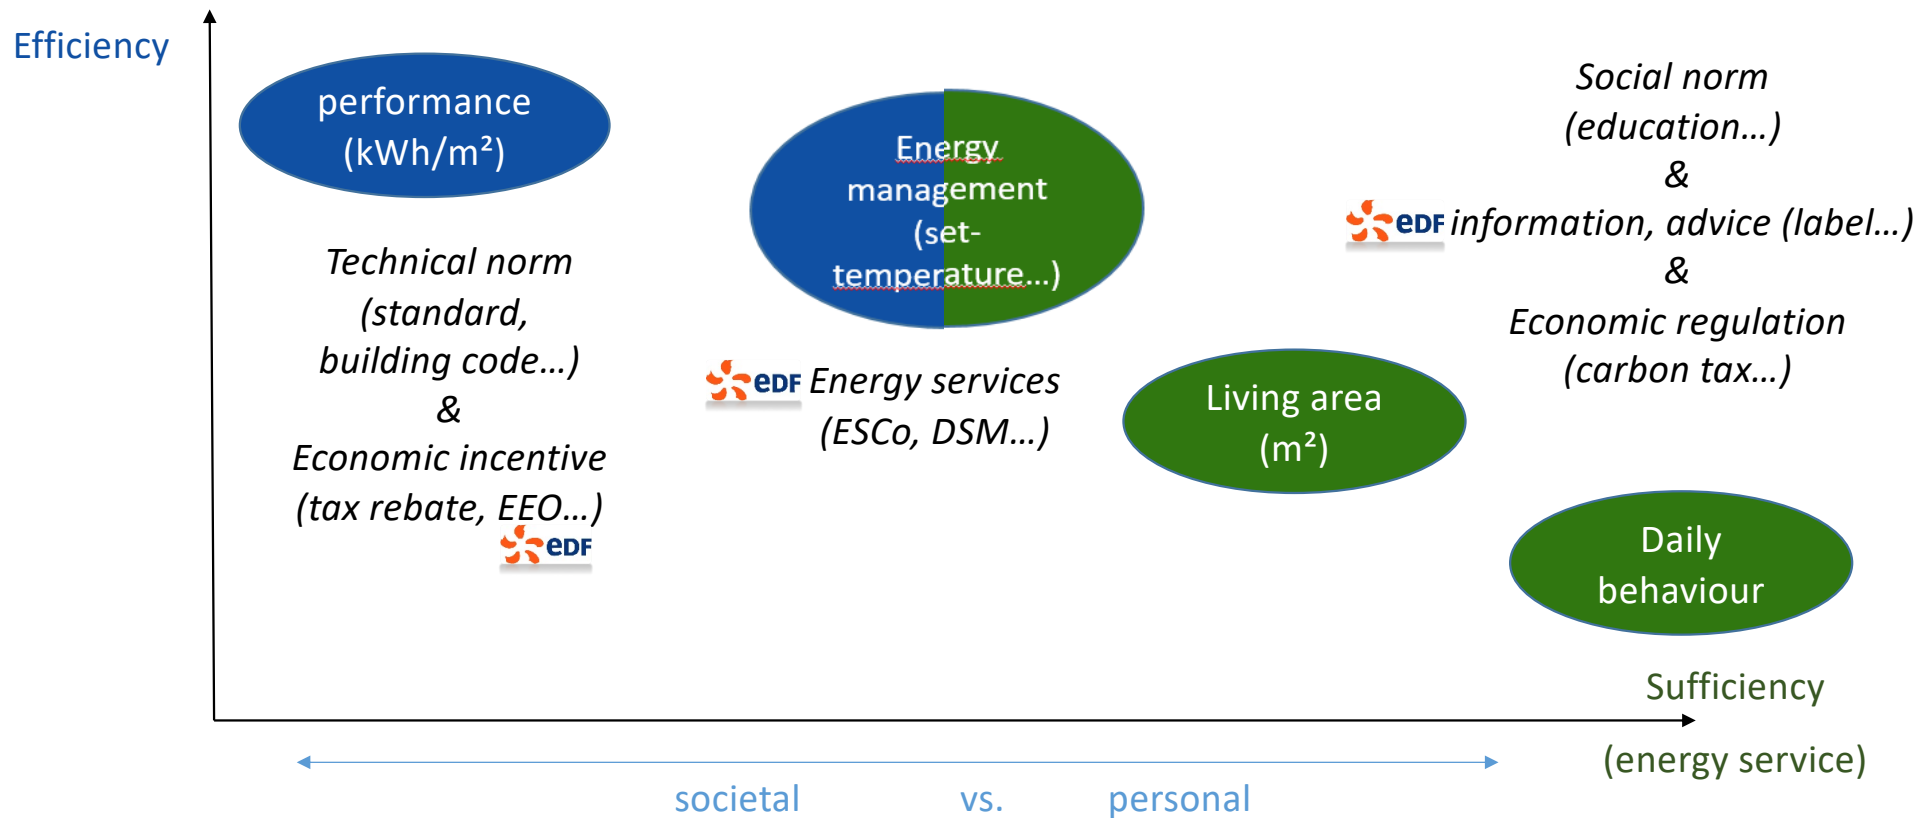 Efficiency
performance
(kWh/m²)
Technical norm
(standard,
building code…)
&
Economic incentive
(tax rebate, EEO…)
eDF
Energy
management
(set-
temperature…)
eDF Energy services
(ESCo, DSM…)
Living area
(m²)
Social norm
(education…)
&
eDF information, advice (label…)
&
Economic regulation
(carbon tax…)
Daily
behaviour
Sufficiency
(energy service)
societal vs. personal